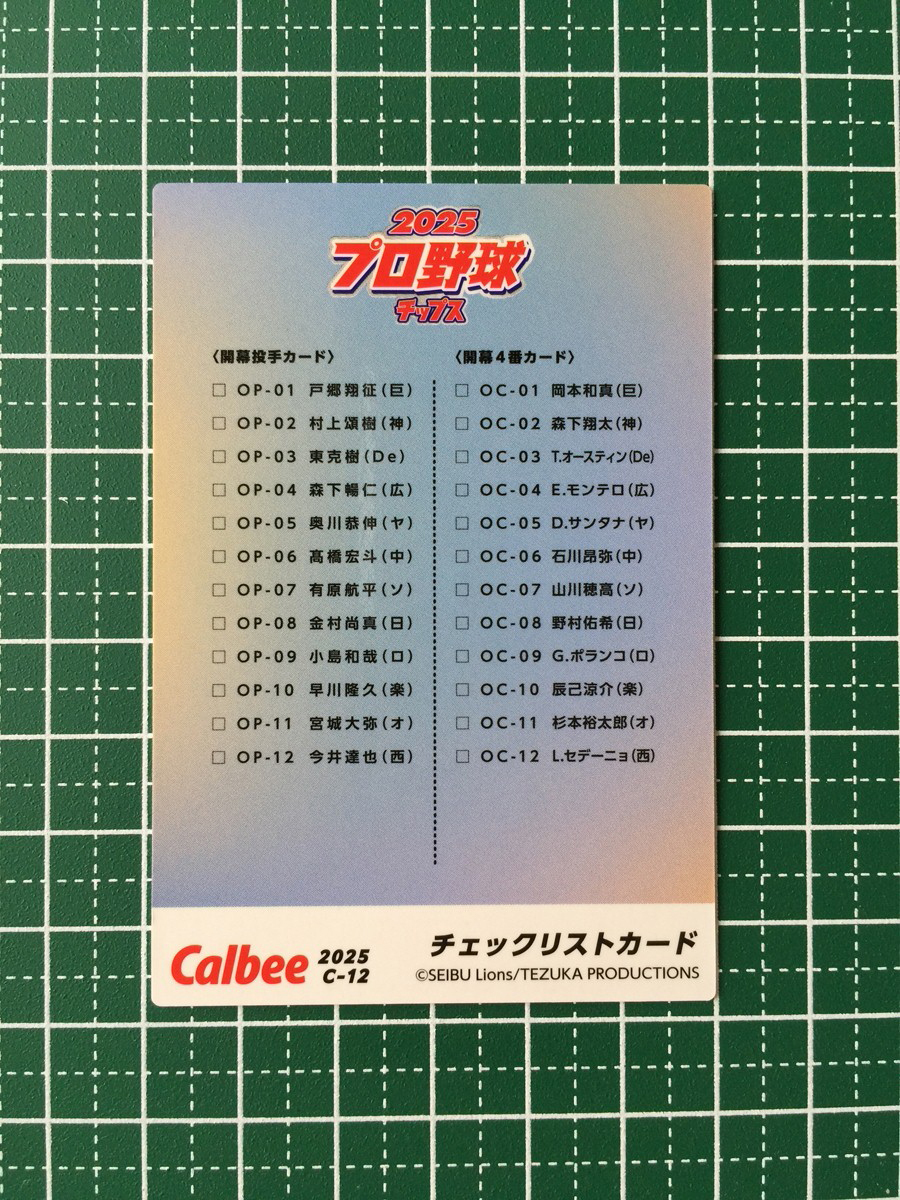 2025
プロ野球
チップス
〈開幕投手カード〉
□ OP-01 戸郷翔征(巨)
□ OP-02 村上頌樹(神)
□ OP-03 東克樹(De)
□ OP-04 森下暢仁(広)
□ OP-05 奥川恭伸(ヤ)
□ OP-06 髙橋宏斗(中)
□ OP-07 有原航平(ソ)
□ OP-08 金村尚真(日)
□ OP-09 小島和哉(ロ)
□ OP-10 早川隆久(楽)
□ OP-11 宮城大弥(オ)
□ OP-12 今井達也(西)
〈開幕4番カード〉
□ OC-01 岡本和真(巨)
□ OC-02 森下翔太(神)
□ OC-03 T.オースティン(De)
□ OC-04 E.モンテロ(広)
□ OC-05 D.サンタナ(ヤ)
□ OC-06 石川昂弥(中)
□ OC-07 山川穂高(ソ)
□ OC-08 野村佑希(日)
□ OC-09 G.ポランコ(ロ)
□ OC-10 辰己涼介(楽)
□ OC-11 杉本裕太郎(オ)
□ OC-12 L.セデーニョ(西)
Calbee
2025
C-12
チェックリストカード
©SEIBU Lions/TEZUKA PRODUCTIONS